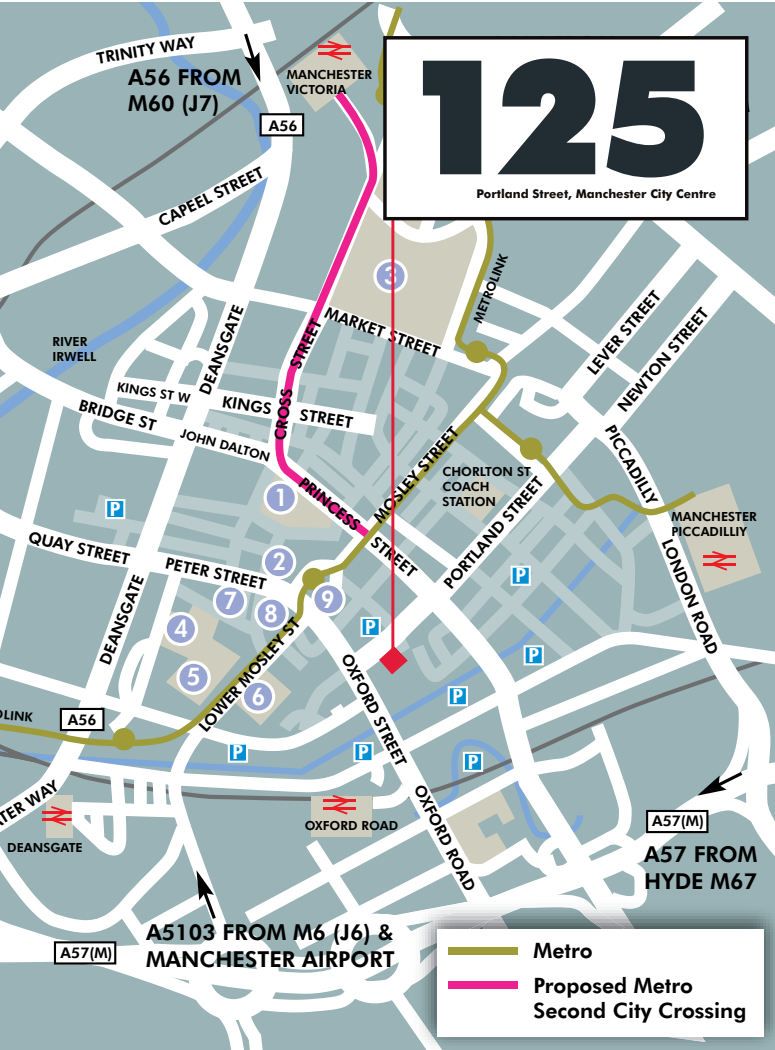 TRINITY WAY
A56 FROM
M60 (J7)
MANCHESTER
VICTORIA
A56
125
Portland Street, Manchester City Centre
CAPEEL STREET
3
METROLINK
MARKET STREET
LEVER STREET
NEWTON STREET
RIVER
IRWELL
DEANSGATE
CROSS STREET
KINGS ST W
KINGS STREET
BRIDGE ST
JOHN DALTON
MOSLEY STREET
PICCADILLY
CHORLTON ST
COACH
STATION
1
PRINCESS STREET
PORTLAND STREET
P
MANCHESTER
PICCADILLIY
QUAY STREET
PETER STREET
2
P
LONDON ROAD
DEANSGATE
7
8
9
4
P
P
5
6
LOWER MOSLEY ST
OXFORD STREET
P
OLINK
A56
P
P
P
TER WAY
DEANSGATE
OXFORD ROAD
OXFORD ROAD
A57(M)
A57 FROM
HYDE M67
A5103 FROM M6 (J6) &
MANCHESTER AIRPORT
A57(M)
Metro
Proposed Metro
Second City Crossing